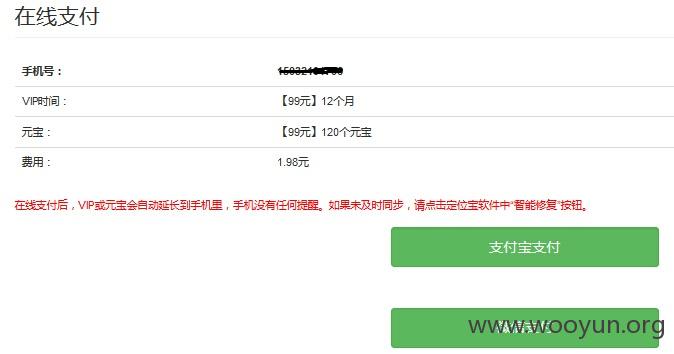 在线支付
手机号：
VIP时间： 【99元】12个月
元宝： 【99元】120个元宝
费用： 1.98元
在线支付后，VIP或元宝会自动延长到手机里，手机没有任何提醒。如果未及时同步，请点击定位宝软件中“智能修复”按钮。
支付宝支付
www.wooyun.org